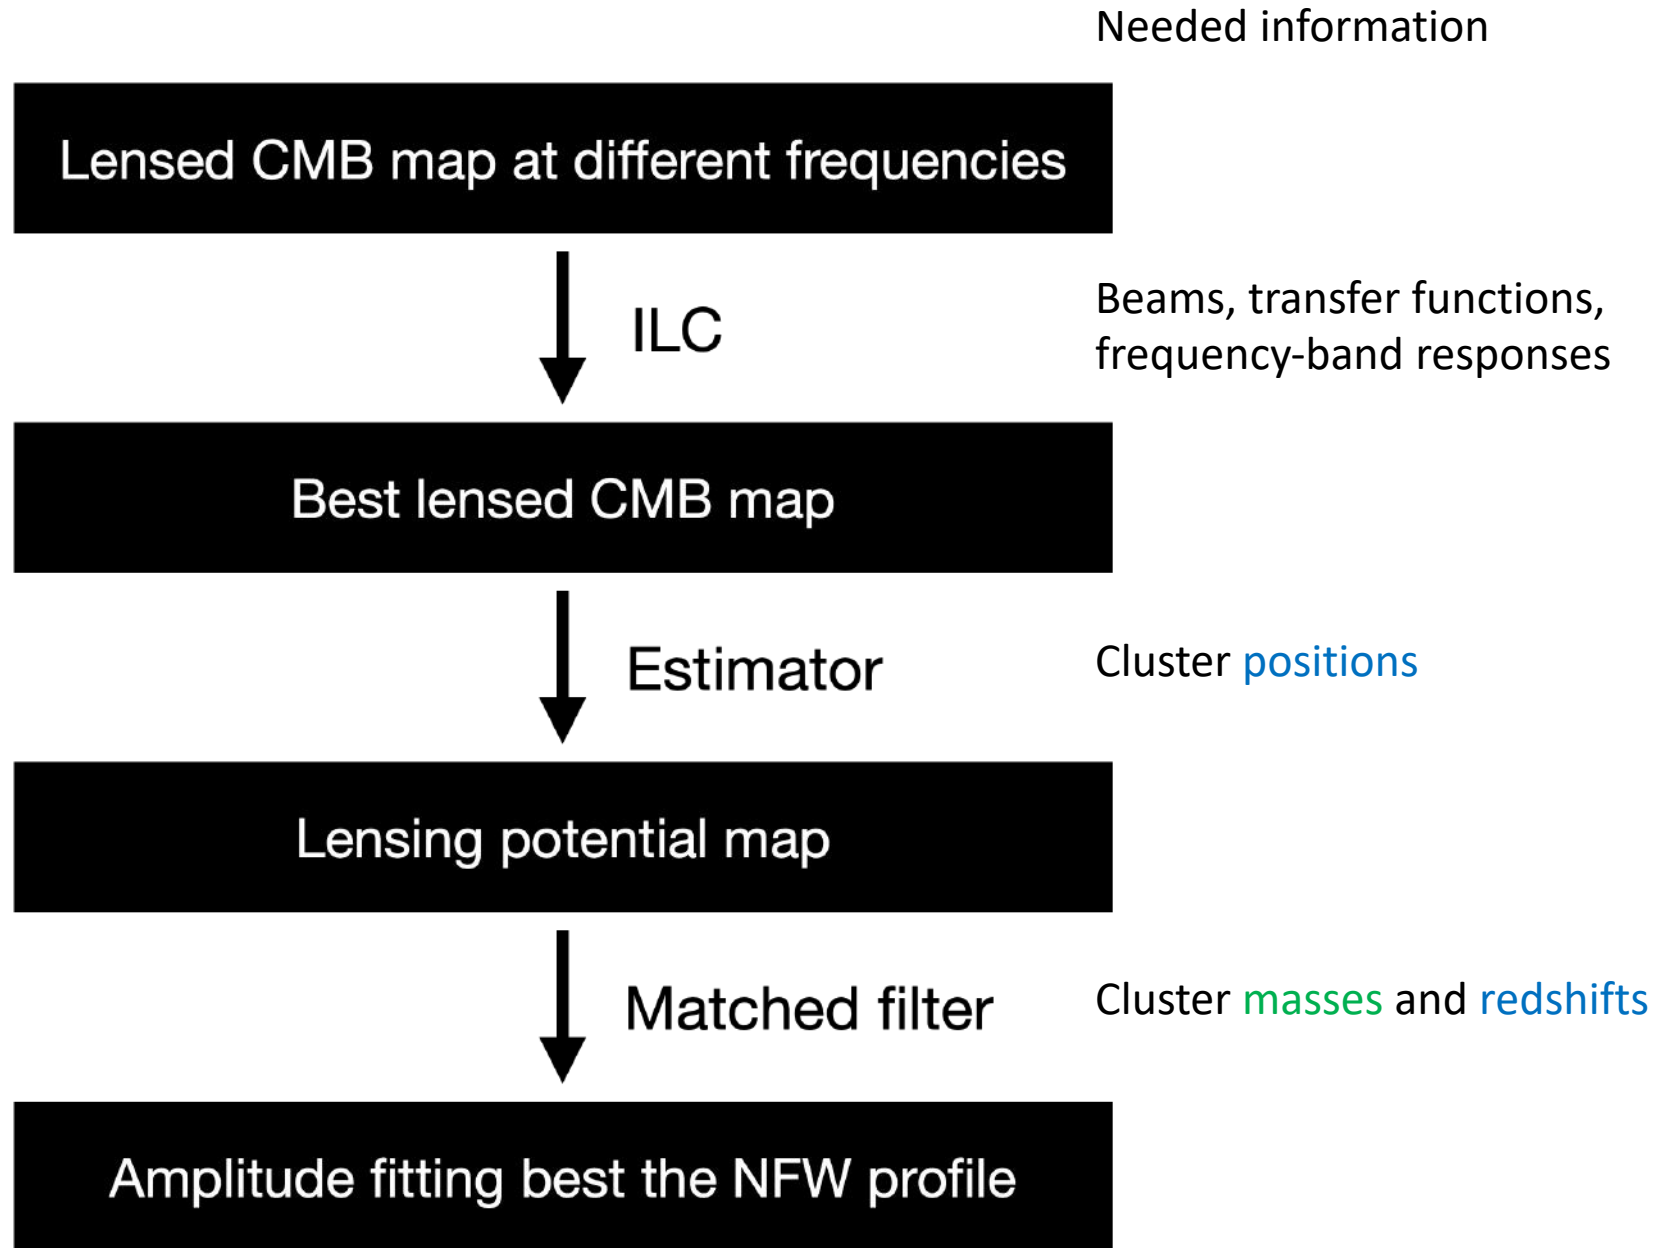 Needed information
Lensed CMB map at different frequencies
ILC
Beams, transfer functions,
frequency-band responses
Best lensed CMB map
Estimator
Cluster positions
Lensing potential map
Matched filter
Cluster masses and redshifts
Amplitude fitting best the NFW profile